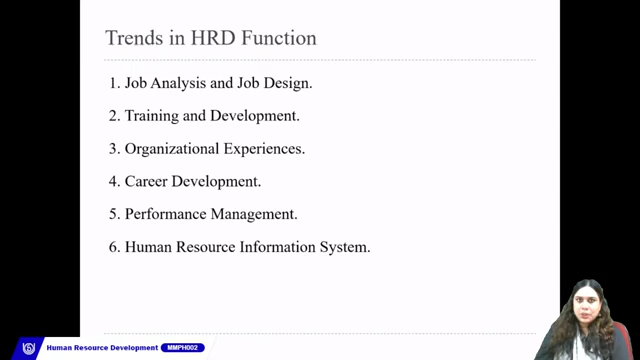 Trends in HRD Function
1. Job Analysis and Job Design.
2. Training and Development.
3. Organizational Experiences.
4. Career Development.
5. Performance Management.
6. Human Resource Information System.
Human Resource Development MMPH002